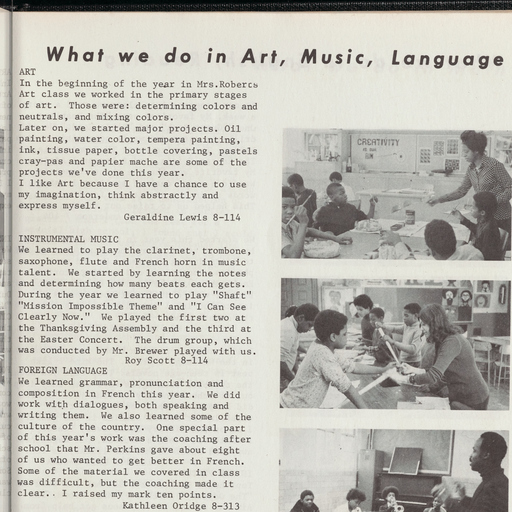 What we do in Art, Music, Language
ART
In the beginning of the year in Mrs.Roberts
Art class we worked in the primary stages
of art. Those were: determining colors and
neutrals, and mixing colors.
Later on, we started major projects. Oil
painting, water color, tempera painting,
ink, tissue paper, bottle covering, pastels
cray-pas and papier mache are some of the
projects we've done this year.
I like Art because I have a chance to use
my imagination, think abstractly and
express myself.
Geraldine Lewis 8-114
INSTRUMENTAL MUSIC
We learned to play the clarinet, trombone,
saxophone, flute and French horn in music
talent. We started by learning the notes
and determining how many beats each gets.
During the year we learned to play "Shaft"
"Mission Impossible Theme" and "I Can See
Clearly Now." We played the first two at
the Thanksgiving Assembly and the third at
the Easter Concert. The drum group, which
was conducted by Mr. Brewer played with us.
Roy Scott 8-114
FOREIGN LANGUAGE
We learned grammar, pronunciation and
composition in French this year. We did
work with dialogues, both speaking and
writing them. We also learned some of the
culture of the country. One special part
of this year's work was the coaching after
school that Mr. Perkins gave about eight
of us who wanted to get better in French.
Some of the material we covered in class
was difficult, but the coaching made it
clear.. I raised my mark ten points.
Kathleen Oridge 8-313
CREATIVITY